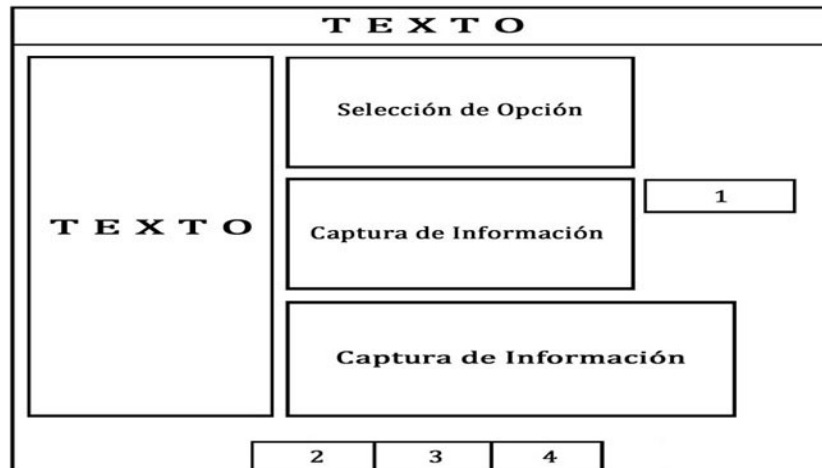 T E X T O
T E X T O
Selección de Opción
Captura de Información
1
Captura de Información
2 3 4